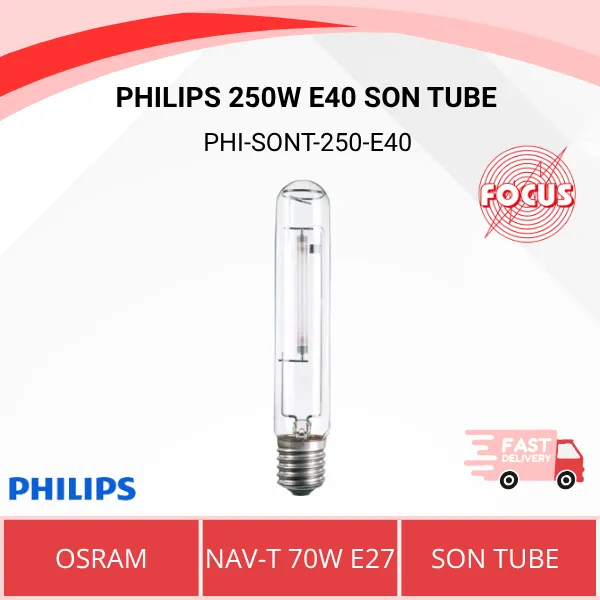 PHILIPS 250W E40 SON TUBE
PHI-SONT-250-E40
FOCUS
FAST
DELIVERY
PHILIPS
OSRAM
NAV-T 70W E27
SON TUBE